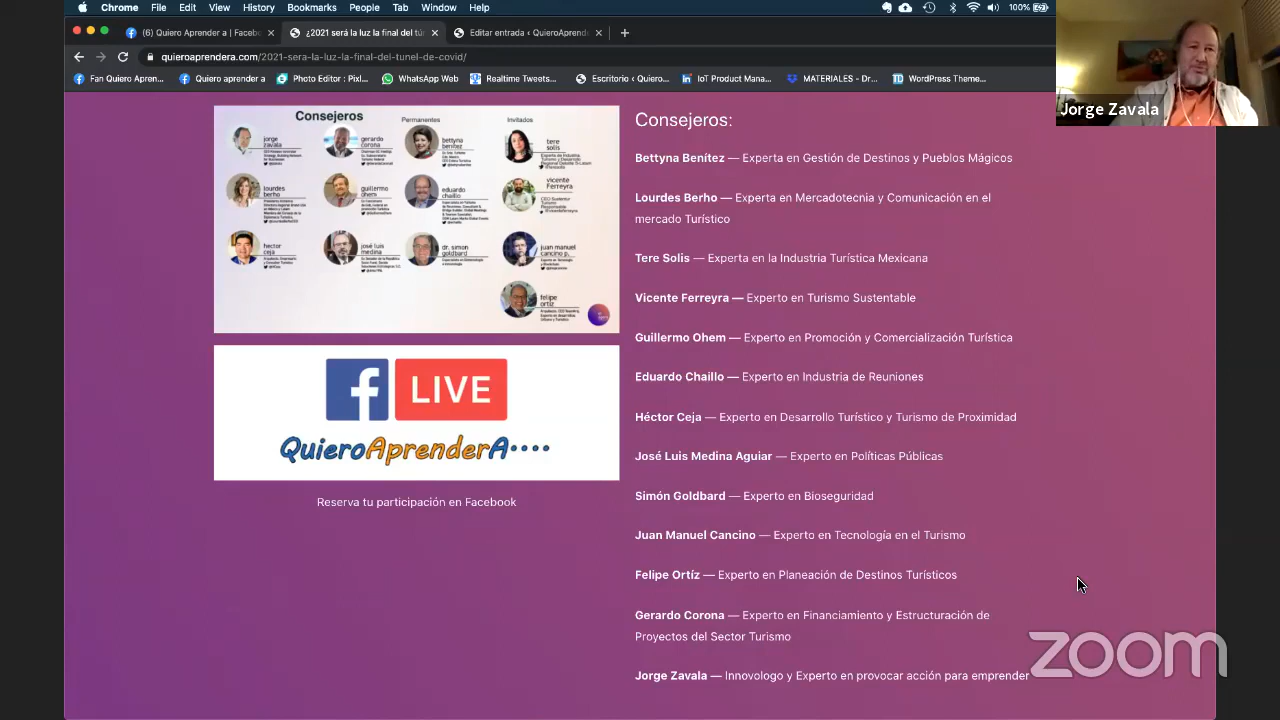 Chrome File Edit View History Bookmarks People Tab Window Help 100%
(6) Quiero Aprender a | Faceb
¿2021 será la luz la final del tú
Editar entrada ‹ QuieroAprend
quieroaprendera.com/2021-sera-la-luz-la-final-del-tunel-de-covid/
Fan Quiero Apren... Quiero aprender a Photo Editor : Pixl... WhatsApp Web Realtime Tweets... Escritorio ‹ Quiero... IoT Product Mana... MATERIALES - Dr... WordPress Theme...
Jorge Zavala
Consejeros
Permanentes
Invitados
jorge
zavala
gerardo
corona
bettyna
benitez
tere
solis
lourdes
berho
guillermo
ohem
eduardo
chaillo
vicente
Ferreyra
hector
ceja
josé luis
medina
dr. simon
goldbard
juan manuel
cancino p.
felipe
ortiz
f LIVE
QuieroAprenderA····
Reserva tu participación en Facebook
Consejeros:
Bettyna Benítez — Experta en Gestión de Destinos y Pueblos Mágicos
Lourdes Berho — Experta en Mercadotecnia y Comunicación en el
mercado Turístico
Tere Solís — Experta en la Industria Turística Mexicana
Vicente Ferreyra — Experto en Turismo Sustentable
Guillermo Ohem — Experto en Promoción y Comercialización Turística
Eduardo Chaillo — Experto en Industria de Reuniones
Héctor Ceja — Experto en Desarrollo Turístico y Turismo de Proximidad
José Luis Medina Aguiar — Experto en Políticas Públicas
Simón Goldbard — Experto en Bioseguridad
Juan Manuel Cancino — Experto en Tecnología en el Turismo
Felipe Ortíz — Experto en Planeación de Destinos Turísticos
Gerardo Corona — Experto en Financiamiento y Estructuración de
Proyectos del Sector Turismo
Jorge Zavala — Innovologo y Experto en provocar acción para emprender
zoom